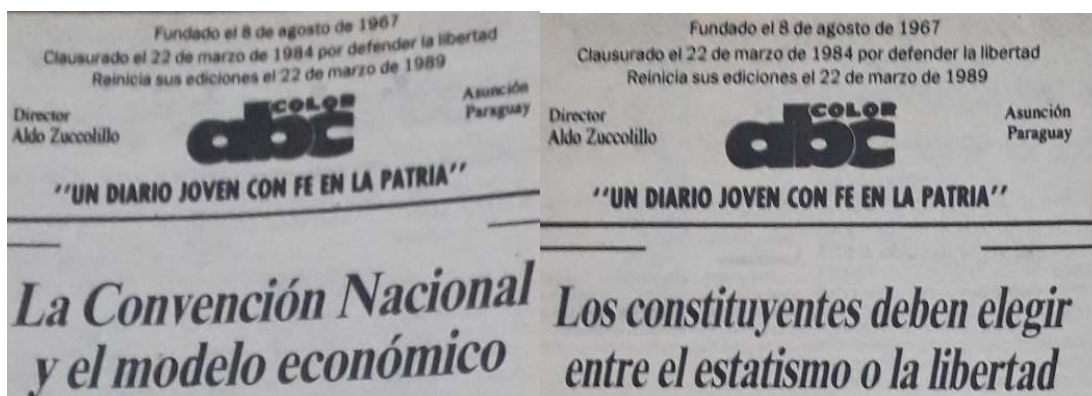 Fundado el 8 de agosto de 1967
Clausurado el 22 de marzo de 1984 por defender la libertad
Reinicia sus ediciones el 22 de marzo de 1989
Director
Aldo Zuccolillo
abc COLOR
Asunción
Paraguay
"UN DIARIO JOVEN CON FE EN LA PATRIA"
La Convención Nacional
y el modelo económico
Fundado el 8 de agosto de 1967
Clausurado el 22 de marzo de 1984 por defender la libertad
Reinicia sus ediciones el 22 de marzo de 1989
Director
Aldo Zuccolillo
abc COLOR
Asunción
Paraguay
"UN DIARIO JOVEN CON FE EN LA PATRIA"
Los constituyentes deben elegir
entre el estatismo o la libertad